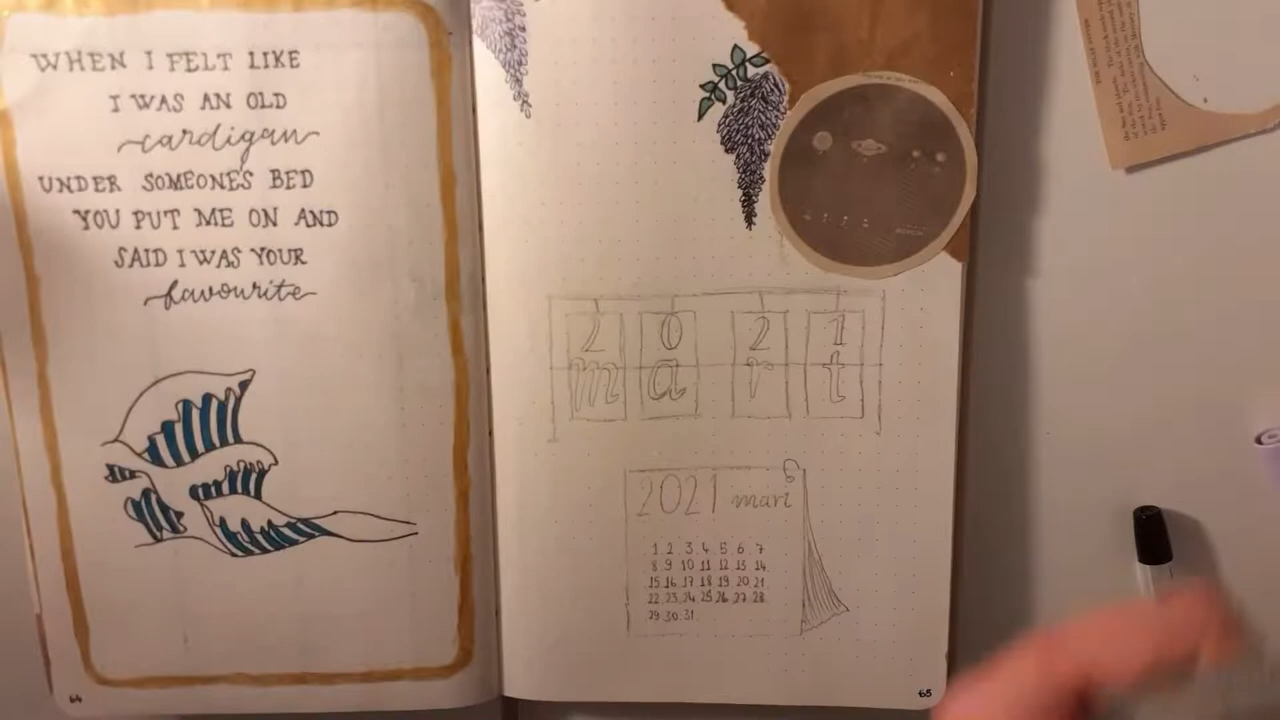 WHEN I FELT LIKE
I WAS AN OLD
cardigan
UNDER SOMEONE'S BED
YOU PUT ME ON AND
SAID I WAS YOUR
favourite
64
2 0 2 1
m a r t
2021 mart
1 2 3 4 5 6 7
8 9 10 11 12 13 14
15 16 17 18 19 20 21
22 23 24 25 26 27 28
29 30 31
65